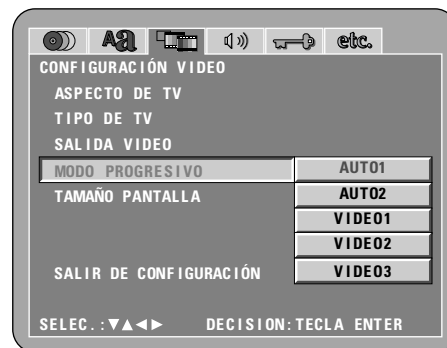 Aa etc.
CONFIGURACIÓN VIDEO
ASPECTO DE TV
TIPO DE TV
SALIDA VIDEO
MODO PROGRESIVO AUTO1
TAMAÑO PANTALLA AUTO2
VIDEO1
VIDEO2
SALIR DE CONFIGURACIÓN VIDEO3
SELEC.:▼▲◀▶ DECISION:TECLA ENTER